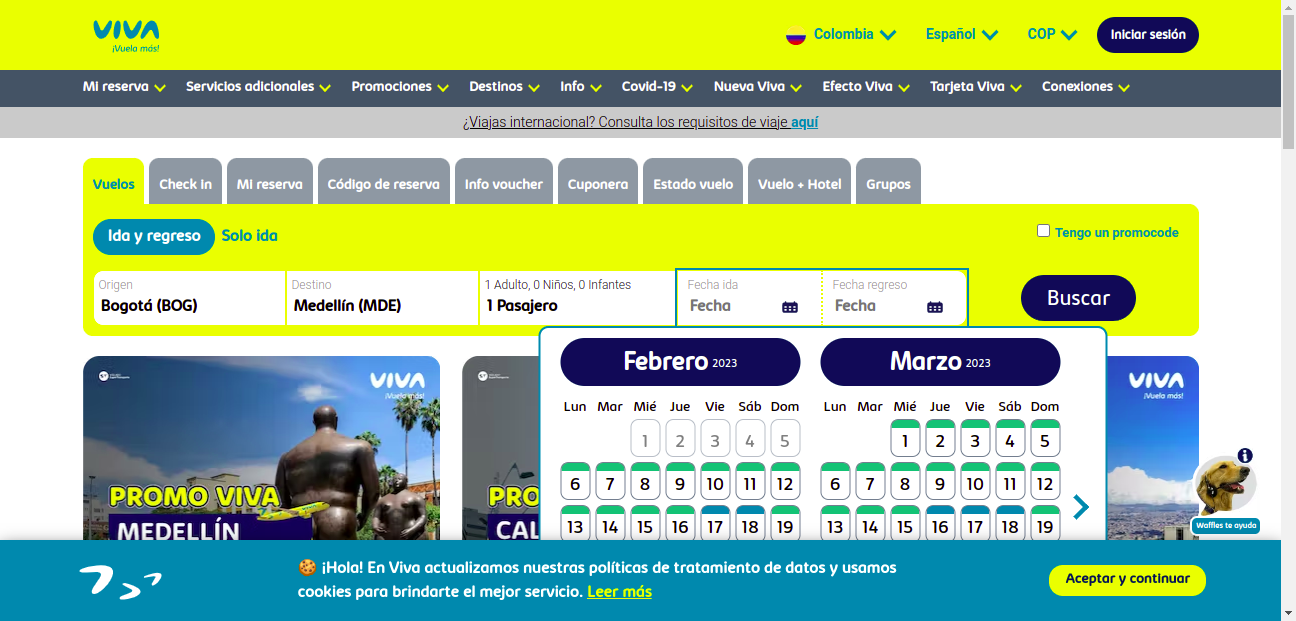 VIVA
¡Vuela más!
Colombia
Español
COP
Iniciar sesión
Mi reserva
Servicios adicionales
Promociones
Destinos
Info
Covid-19
Nueva Viva
Efecto Viva
Tarjeta Viva
Conexiones
¿Viajas internacional? Consulta los requisitos de viaje aquí
Vuelos
Check In
Mi reserva
Código de reserva
Info voucher
Cuponera
Estado vuelo
Vuelo + Hotel
Grupos
Ida y regreso
Solo ida
Tengo un promocode
Origen
Bogotá (BOG)
Destino
Medellín (MDE)
1 Adulto, 0 Niños, 0 Infantes
1 Pasajero
Fecha ida
Fecha
Fecha regreso
Fecha
Buscar
Febrero 2023
Lun Mar Mié Jue Vie Sáb Dom
1 2 3 4 5
6 7 8 9 10 11 12
13 14 15 16 17 18 19
Marzo 2023
Lun Mar Mié Jue Vie Sáb Dom
1 2 3 4 5
6 7 8 9 10 11 12
13 14 15 16 17 18 19
VIVA
¡Vuela más!
PROMO VIVA
MEDELLÍN
PRO
CAL
VIVA
¡Vuela más!
i
Waffles te ayuda
¡Hola! En Viva actualizamos nuestras políticas de tratamiento de datos y usamos
cookies para brindarte el mejor servicio. Leer más
Aceptar y continuar